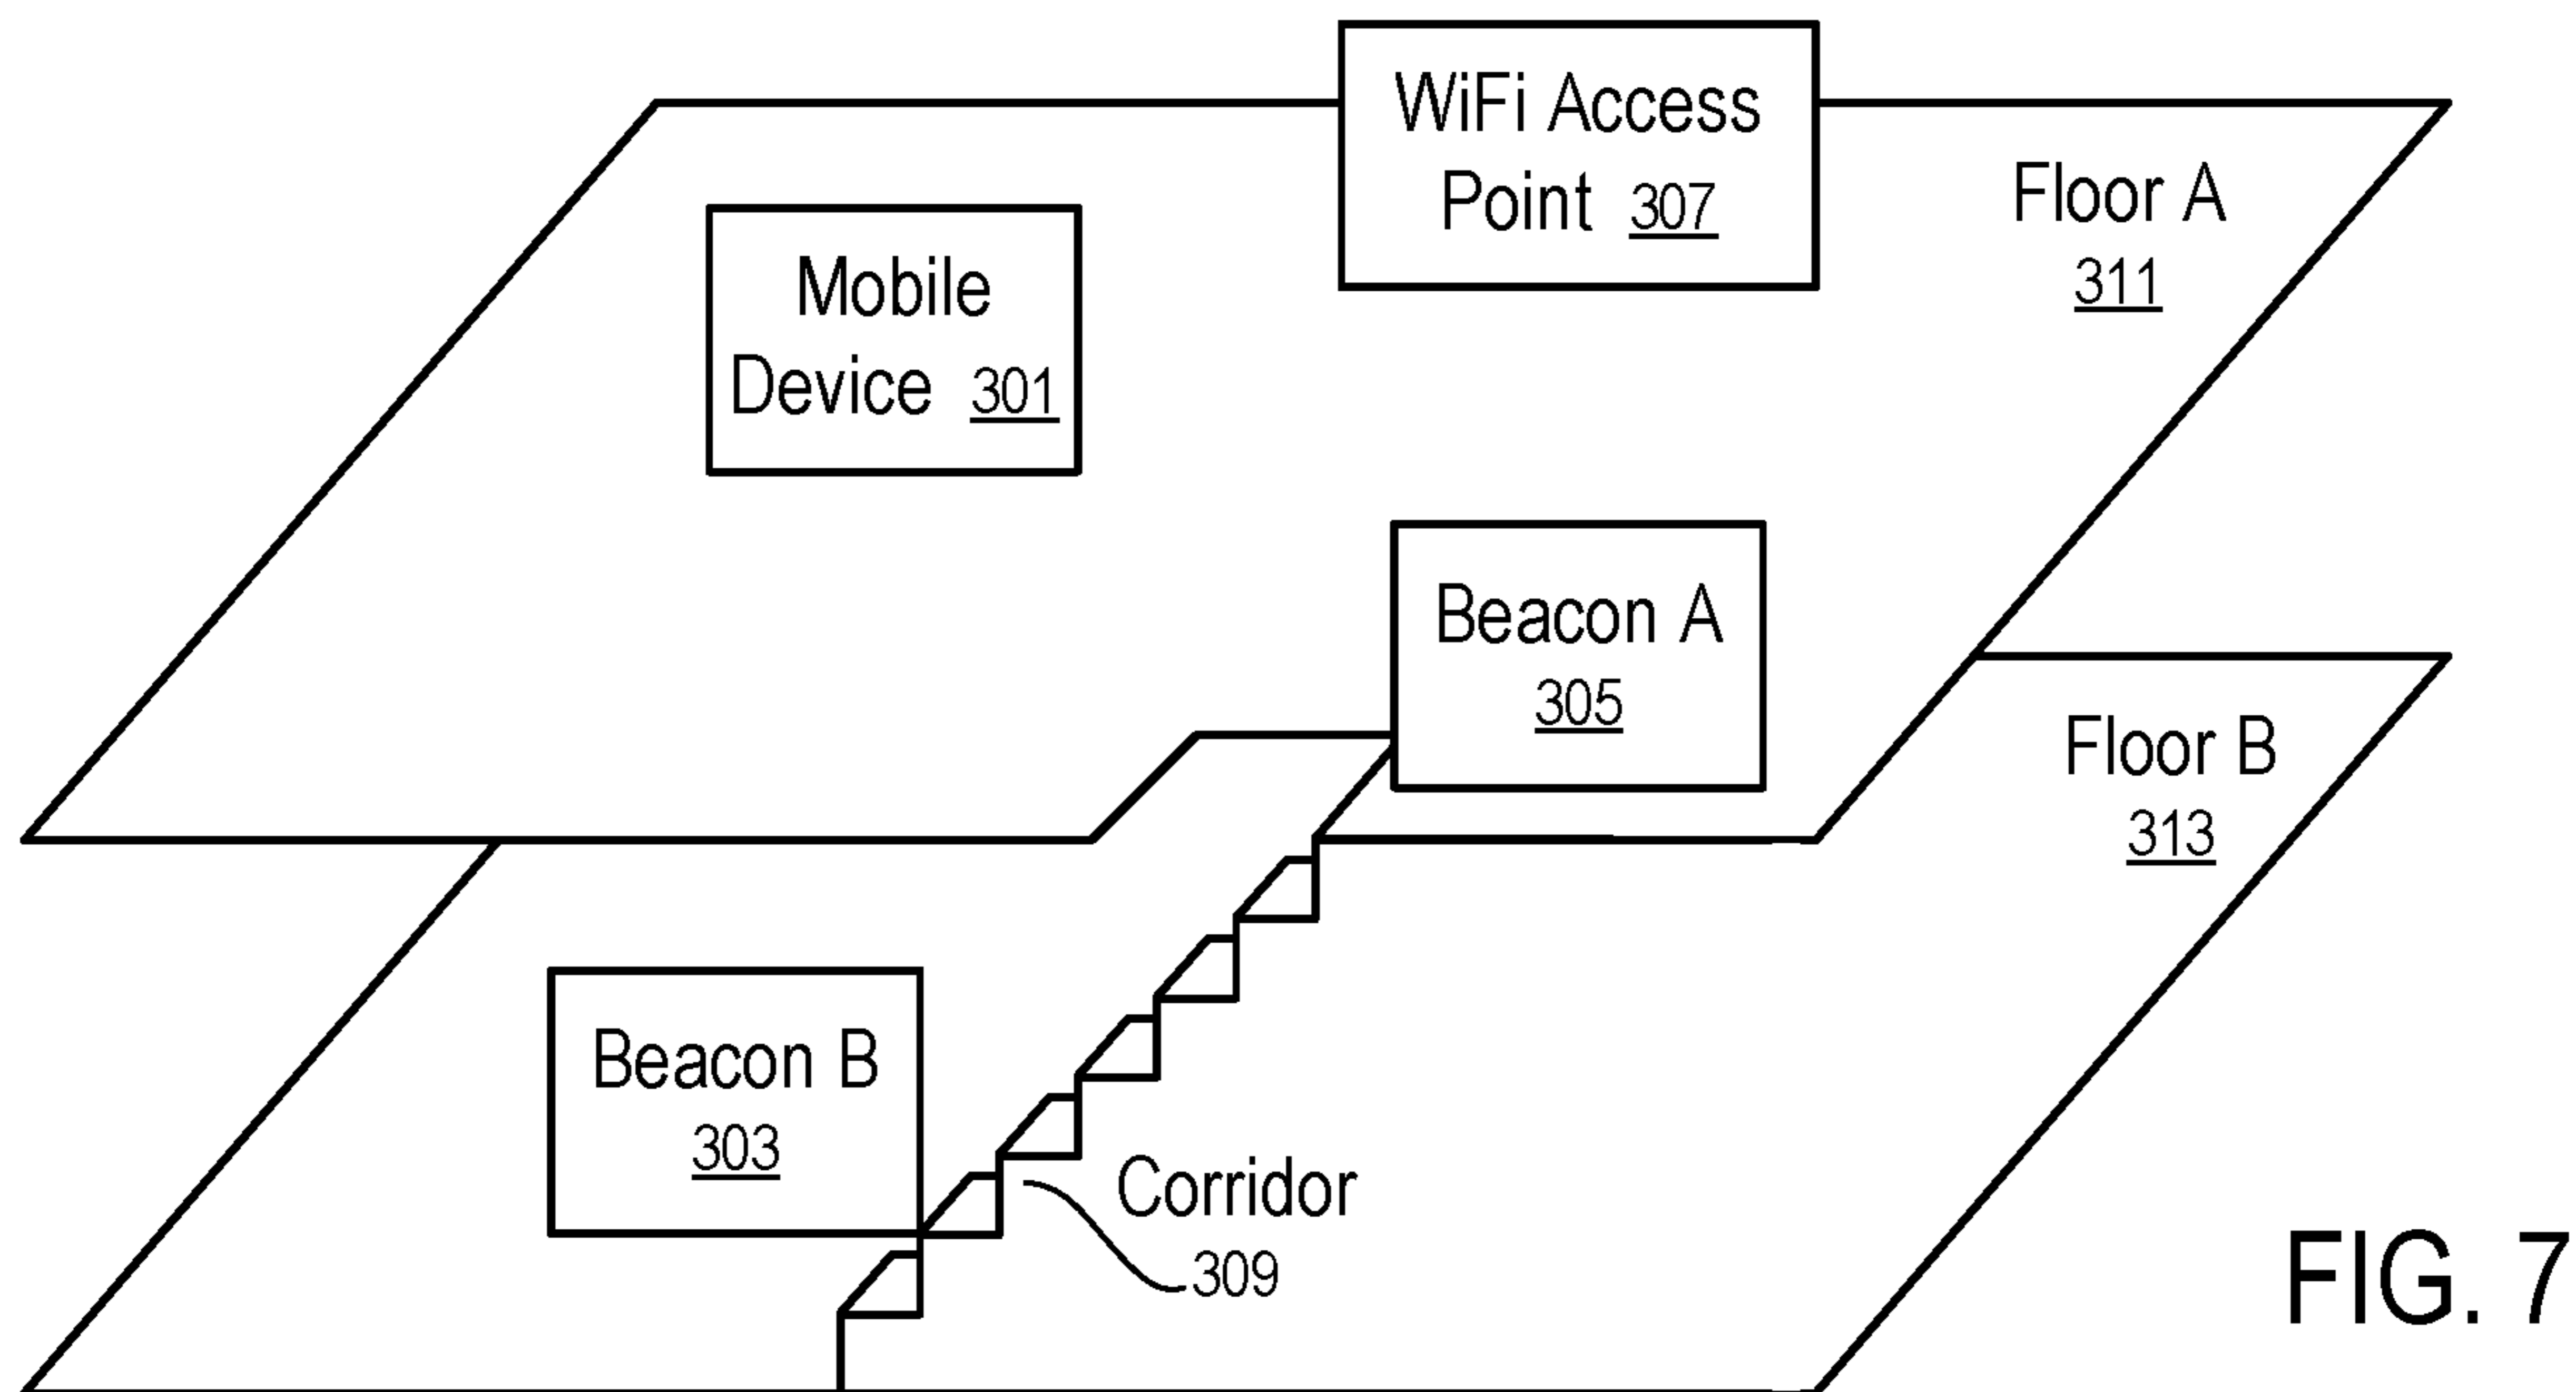 WiFi Access
Point 307
Floor A
311
Mobile
Device 301
Beacon A
305
Floor B
313
Beacon B
303
Corridor
309
FIG. 7